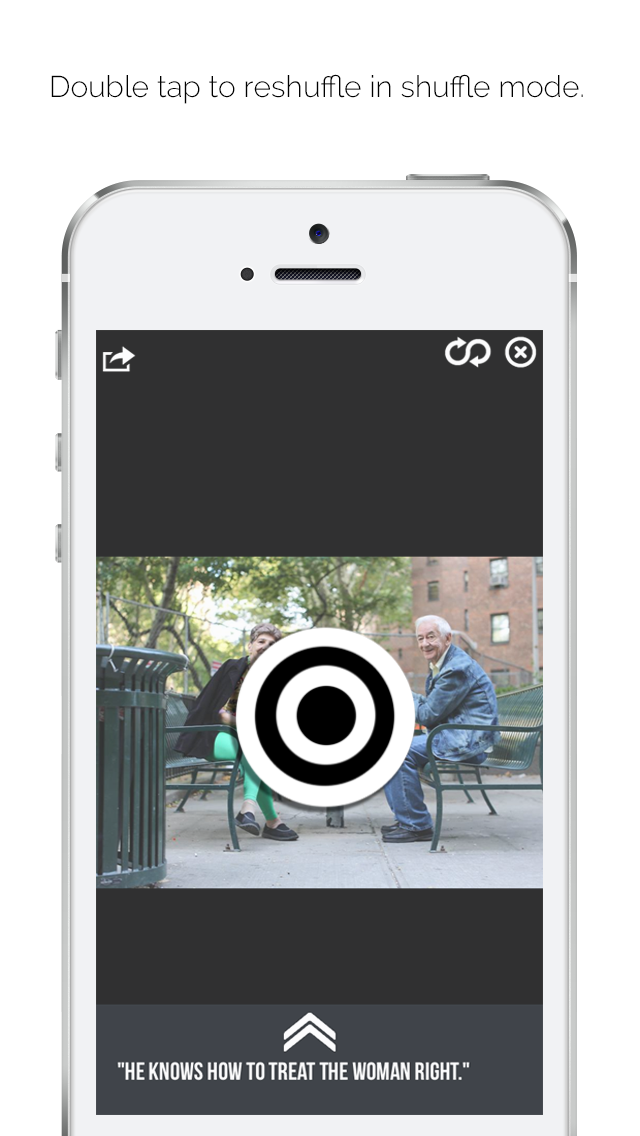 Double tap to reshuffle in shuffle mode.
"HE KNOWS HOW TO TREAT THE WOMAN RIGHT."